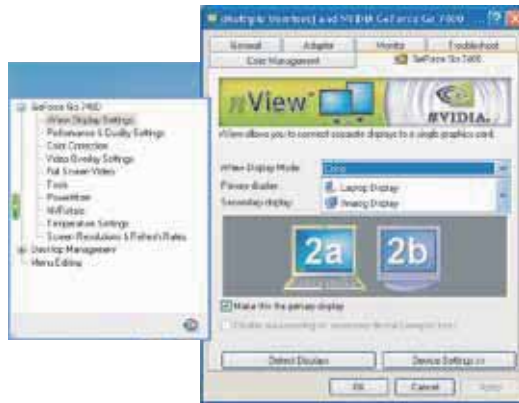 GeForce Go 7400
nView Display Settings
Performance & Quality Settings
Color Correction
Video Overlay Settings
Full Screen Video
Tools
PowerMizer
NVRotate
Temperature Settings
Screen Resolutions & Refresh Rates
Desktop Management
Menu Editing
(Multiple Monitors) and NVIDIA GeForce Go 7400
General Adapter Monitor Troubleshoot
Color Management GeForce Go 7400
nView™
NVIDIA.
nView allows you to connect separate displays to a single graphics card.
nView Display Mode: Clone
Primary display: Laptop Display
Secondary display: Analog Display
2a 2b
Make this the primary display
Detect Displays Device Settings >>
OK Cancel Apply